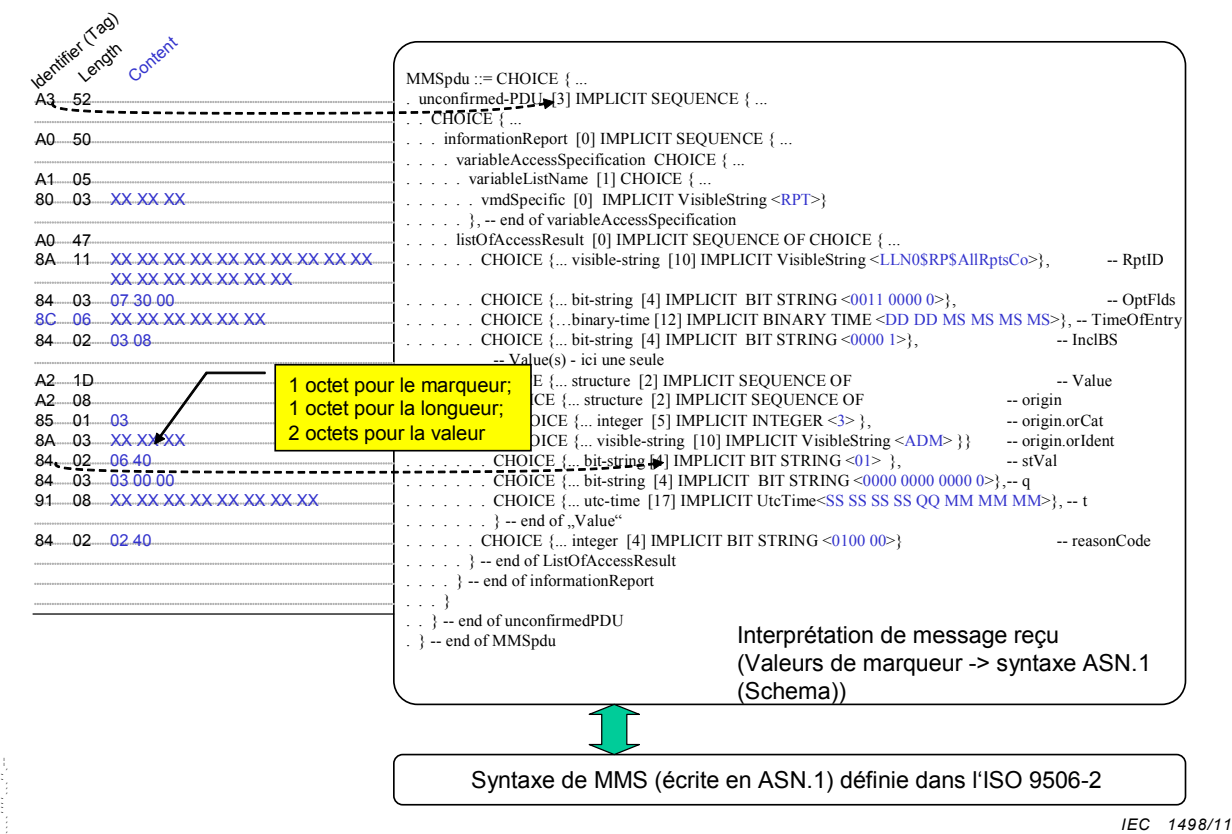 Identifier (Tag)
Length
Content
MMSpdu ::= CHOICE { ...
A3 52 . unconfirmed-PDU [3] IMPLICIT SEQUENCE { ...
. . CHOICE { ...
A0 50 . . . informationReport [0] IMPLICIT SEQUENCE { ...
. . . . variableAccessSpecification CHOICE { ...
A1 05 . . . . . variableListName [1] CHOICE { ...
80 03 XX XX XX . . . . . . vmdSpecific [0] IMPLICIT VisibleString <RPT>}
. . . . . }, -- end of variableAccessSpecification
A0 47 . . . . listOfAccessResult [0] IMPLICIT SEQUENCE OF CHOICE { ...
8A 11 XX XX XX XX XX XX XX XX XX XX . . . . . . CHOICE {... visible-string [10] IMPLICIT VisibleString <LLN0$RP$AllRptsCo>}, -- RptID
XX XX XX XX XX XX XX
84 03 07 30 00 . . . . . . CHOICE {... bit-string [4] IMPLICIT BIT STRING <0011 0000 0>}, -- OptFlds
8C 06 XX XX XX XX XX XX . . . . . . CHOICE {…binary-time [12] IMPLICIT BINARY TIME <DD DD MS MS MS MS>}, -- TimeOfEntry
84 02 03 08 . . . . . . CHOICE {... bit-string [4] IMPLICIT BIT STRING <0000 1>}, -- InclBS
-- Value(s) - ici une seule
A2 1D E {... structure [2] IMPLICIT SEQUENCE OF -- Value
A2 08 ICE {... structure [2] IMPLICIT SEQUENCE OF -- origin
85 01 03 OICE {... integer [5] IMPLICIT INTEGER <3> }, -- origin.orCat
8A 03 XX XX XX OICE {... visible-string [10] IMPLICIT VisibleString <ADM> }} -- origin.orIdent
1 octet pour le marqueur;
1 octet pour la longueur;
2 octets pour la valeur
84 02 06 40 . . . . . . . CHOICE {... bit-string [4] IMPLICIT BIT STRING <01> }, -- stVal
84 03 03 00 00 . . . . . . . CHOICE {... bit-string [4] IMPLICIT BIT STRING <0000 0000 0000 0>},-- q
91 08 XX XX XX XX XX XX XX XX . . . . . . . CHOICE {... utc-time [17] IMPLICIT UtcTime<SS SS SS SS QQ MM MM MM>}, -- t
. . . . . . . } -- end of „Value“
84 02 02 40 . . . . . . CHOICE {... integer [4] IMPLICIT BIT STRING <0100 00>} -- reasonCode
. . . . . } -- end of ListOfAccessResult
. . . . } -- end of informationReport
. . . }
. . } -- end of unconfirmedPDU
. } -- end of MMSpdu
Interprétation de message reçu
(Valeurs de marqueur -> syntaxe ASN.1
(Schema))
Syntaxe de MMS (écrite en ASN.1) définie dans l‘ISO 9506-2
IEC 1498/11